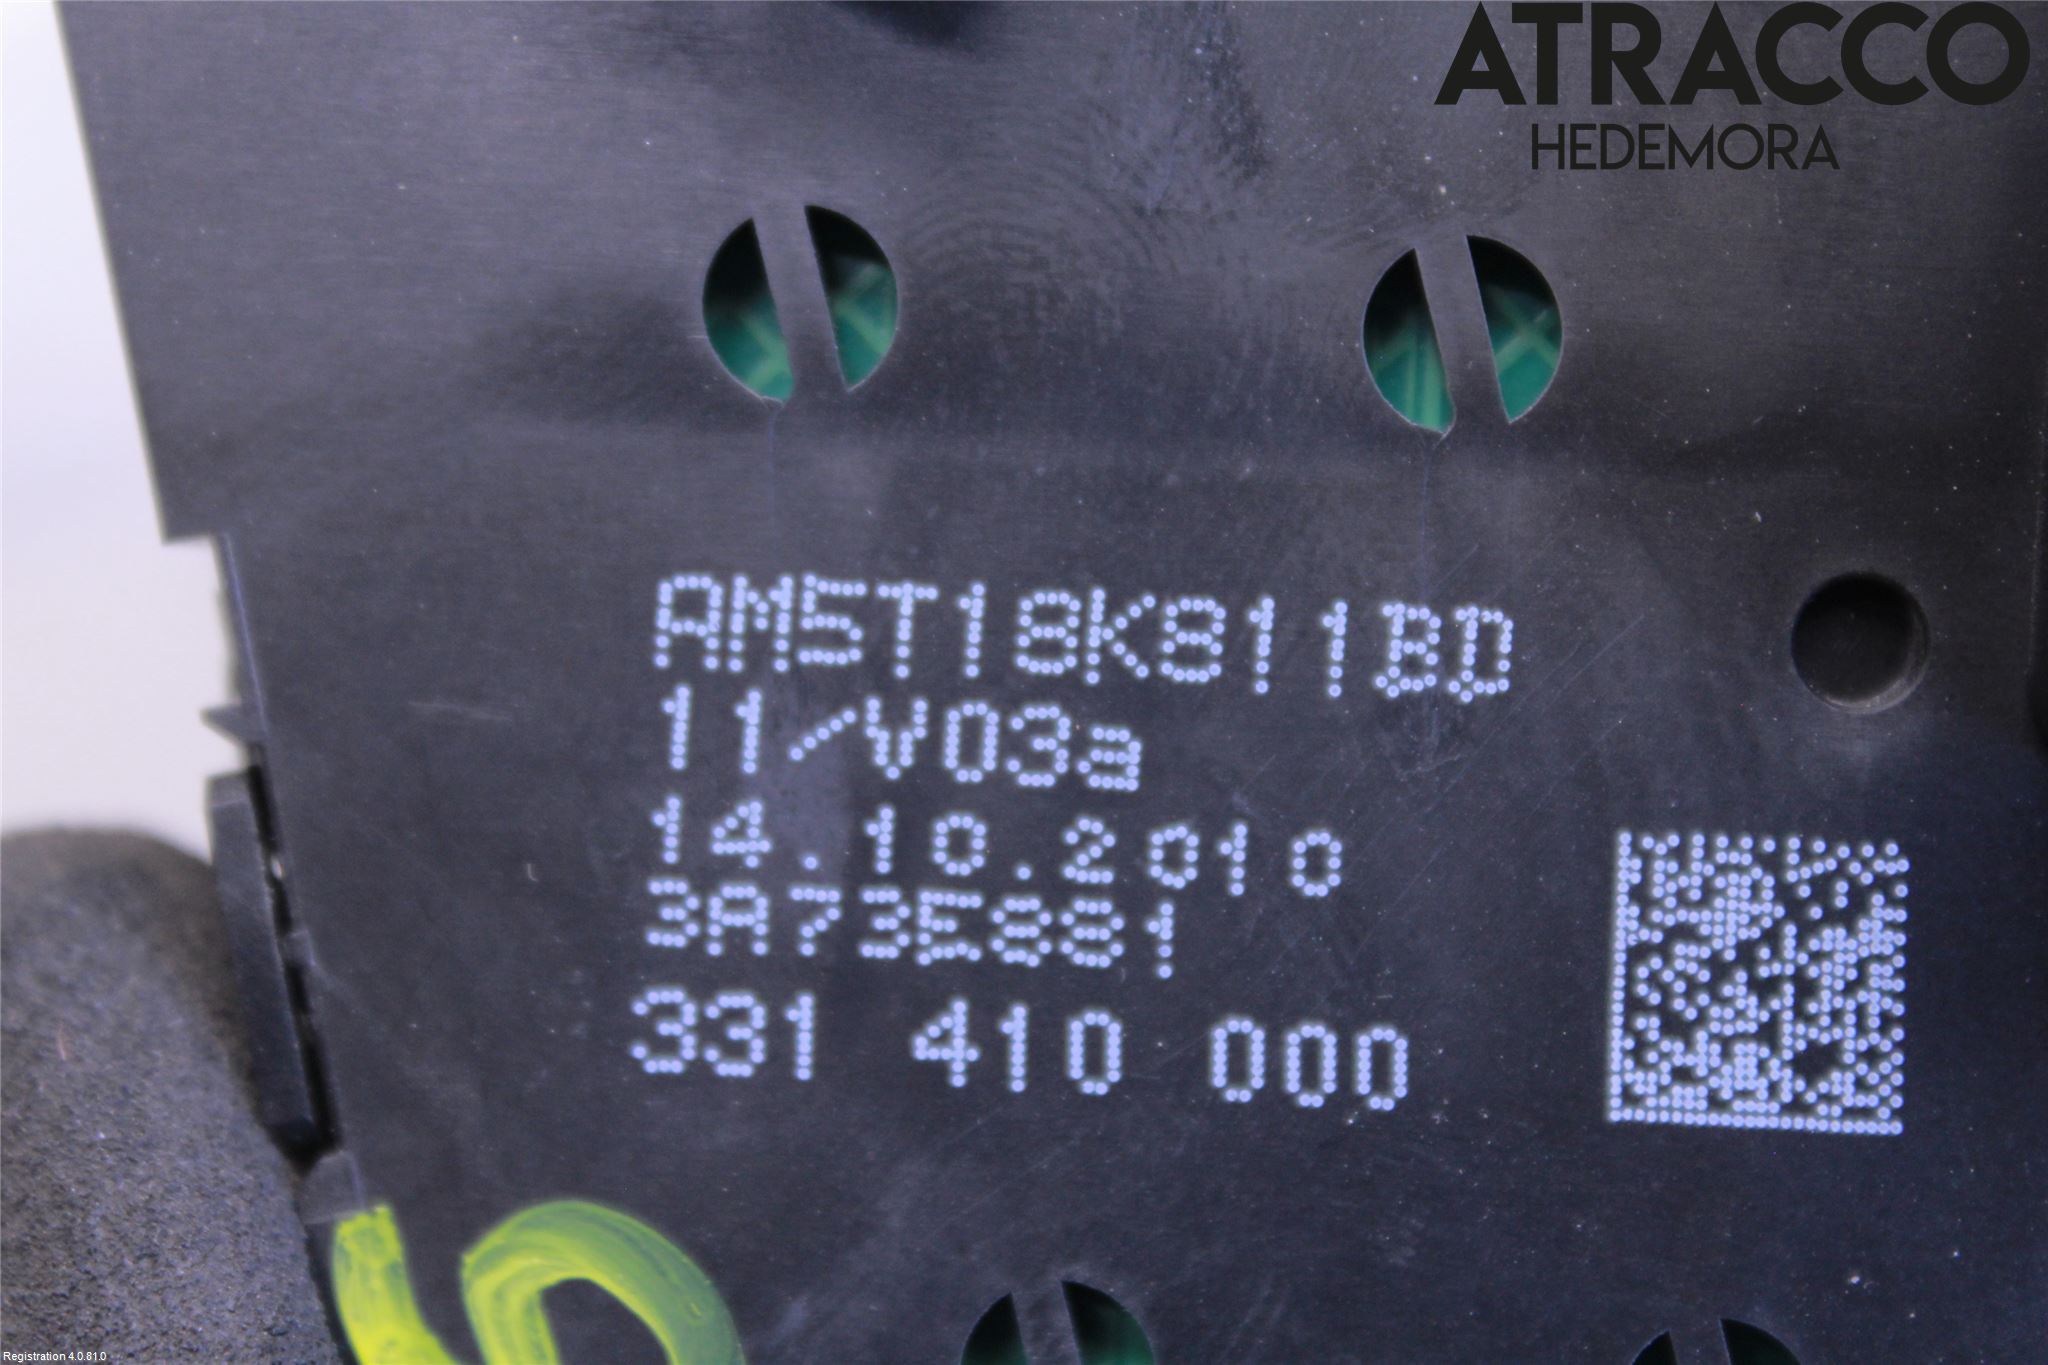 ATRACCO
HEDEMORA
AM5T18K811BD
11/V03a
14.10.2010
3A73E881
331 410 000
Registration 4.0.81.0